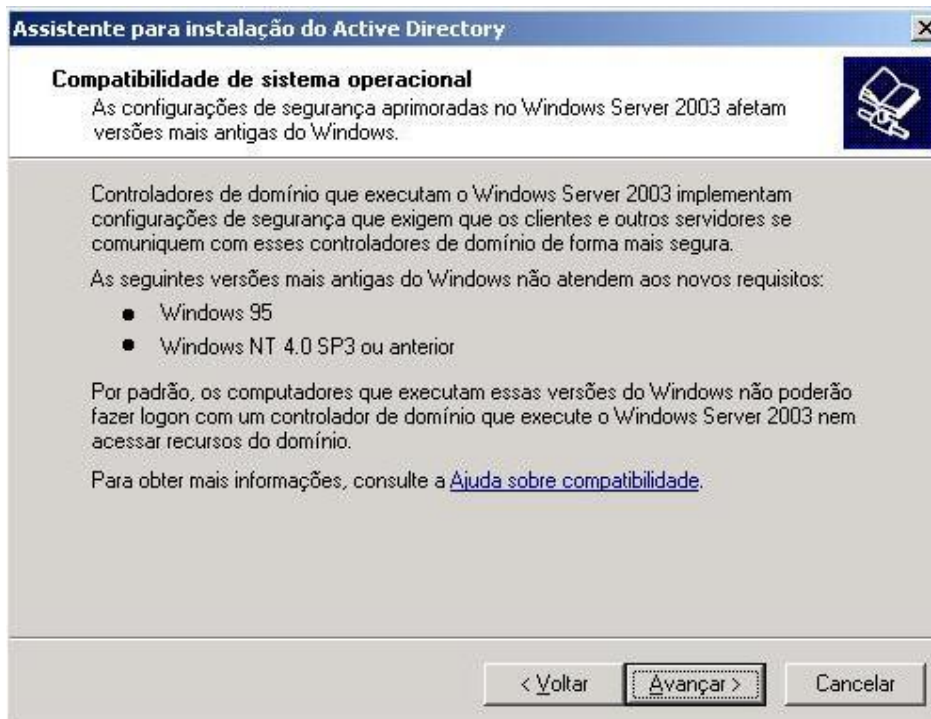 Assistente para instalação do Active Directory
Compatibilidade de sistema operacional
As configurações de segurança aprimoradas no Windows Server 2003 afetam
versões mais antigas do Windows.
Controladores de domínio que executam o Windows Server 2003 implementam
configurações de segurança que exigem que os clientes e outros servidores se
comuniquem com esses controladores de domínio de forma mais segura.
As seguintes versões mais antigas do Windows não atendem aos novos requisitos:
● Windows 95
● Windows NT 4.0 SP3 ou anterior
Por padrão, os computadores que executam essas versões do Windows não poderão
fazer logon com um controlador de domínio que execute o Windows Server 2003 nem
acessar recursos do domínio.
Para obter mais informações, consulte a Ajuda sobre compatibilidade.
< Voltar Avançar > Cancelar